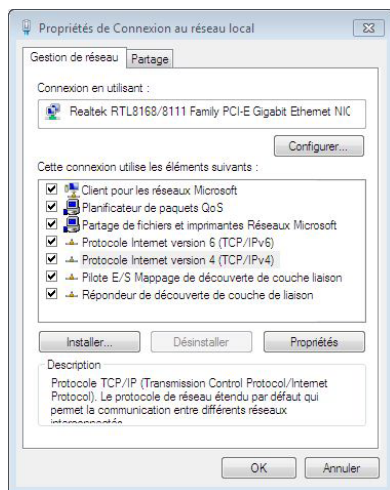 Propriétés de Connexion au réseau local
Gestion de réseau Partage
Connexion en utilisant :
Realtek RTL8168/8111 Family PCI-E Gigabit Ethernet NIC
Configurer...
Cette connexion utilise les éléments suivants :
Client pour les réseaux Microsoft
Planificateur de paquets QoS
Partage de fichiers et imprimantes Réseaux Microsoft
Protocole Internet version 6 (TCP/IPv6)
Protocole Internet version 4 (TCP/IPv4)
Pilote E/S Mappage de découverte de couche liaison
Répondeur de découverte de couche de liaison
Installer... Désinstaller Propriétés
Description
Protocole TCP/IP (Transmission Control Protocol/Internet
Protocol). Le protocole de réseau étendu par défaut qui
permet la communication entre différents réseaux
interconnectés
OK Annuler